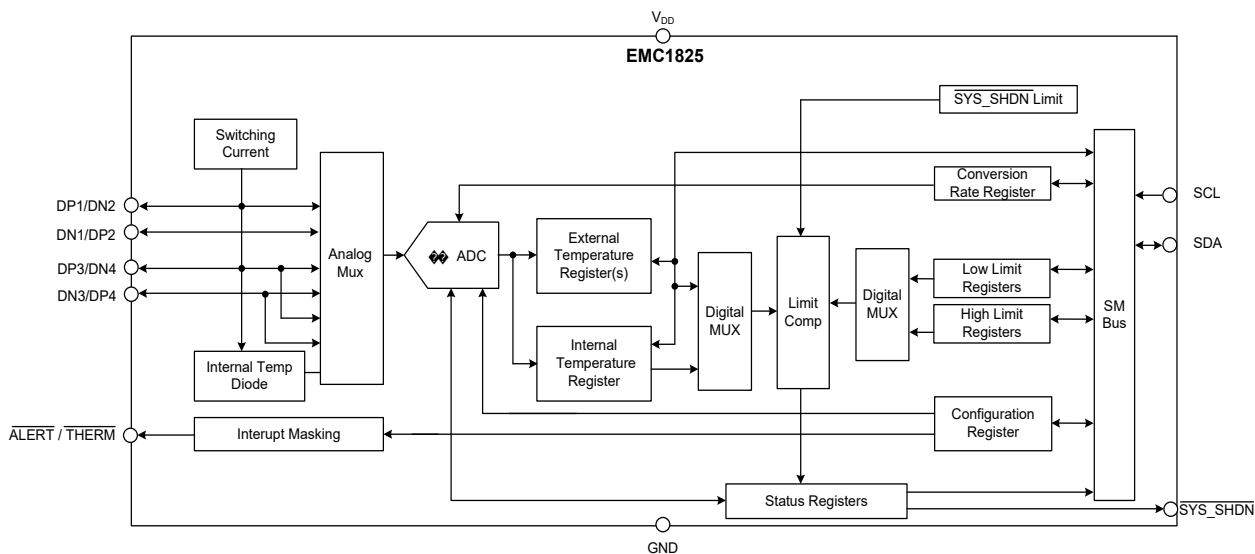 VDD
EMC1825
SYS_SHDN Limit
Switching
Current
Conversion
Rate Register
DP1/DN2
DN1/DP2
DP3/DN4
DN3/DP4
Analog
Mux
�� ADC
External
Temperature
Register(s)
Internal
Temperature
Register
Digital
MUX
Limit
Comp
Digital
MUX
Low Limit
Registers
High Limit
Registers
SM
Bus
SCL
SDA
Internal Temp
Diode
ALERT / THERM
Interupt Masking
Configuration
Register
Status Registers
SYS_SHDN
GND